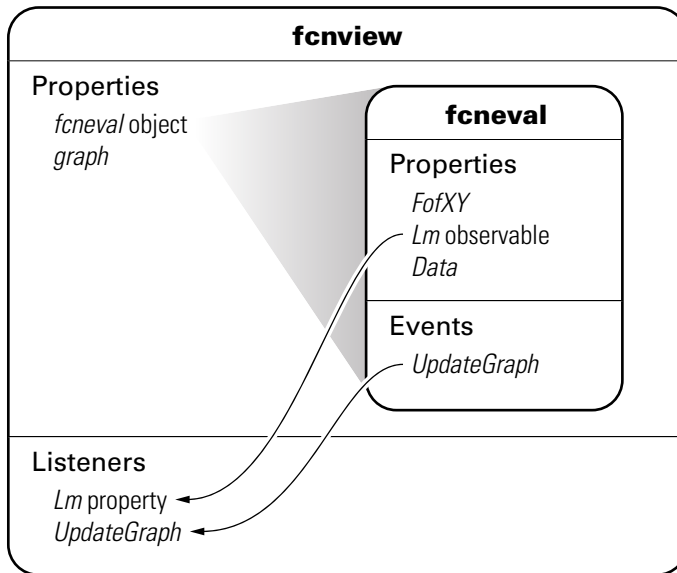 fcnview
Properties
fcneval object
graph
fcneval
Properties
FofXY
Lm observable
Data
Events
UpdateGraph
Listeners
Lm property
UpdateGraph